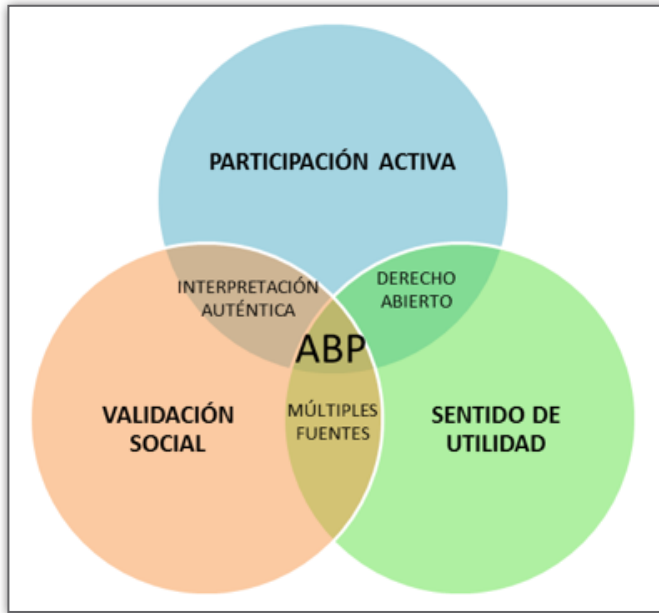 PARTICIPACIÓN ACTIVA
INTERPRETACIÓN
AUTÉNTICA
DERECHO
ABIERTO
ABP
VALIDACIÓN
SOCIAL
MÚLTIPLES
FUENTES
SENTIDO DE
UTILIDAD